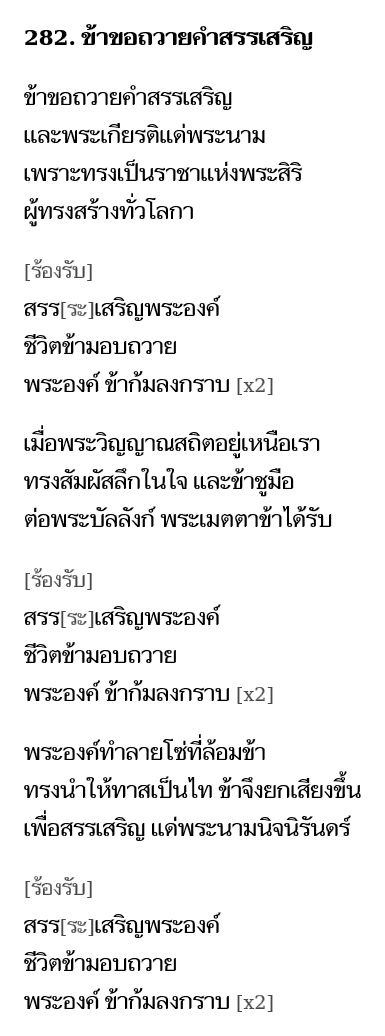 282. ข้าขอถวายคำสรรเสริญ
ข้าขอถวายคำสรรเสริญ
และพระเกียรติแด่พระนาม
เพราะทรงเป็นราชาแห่งพระสิริ
ผู้ทรงสร้างทั่วโลกา
[ร้องรับ]
สรร[ระ]เสริญพระองค์
ชีวิตข้ามอบถวาย
พระองค์ ข้าก้มลงกราบ [x2]
เมื่อพระวิญญาณสถิตอยู่เหนือเรา
ทรงสัมผัสลึกในใจ และข้าชูมือ
ต่อพระบัลลังก์ พระเมตตาข้าได้รับ
[ร้องรับ]
สรร[ระ]เสริญพระองค์
ชีวิตข้ามอบถวาย
พระองค์ ข้าก้มลงกราบ [x2]
พระองค์ทำลายโซ่ที่ล้อมข้า
ทรงนำให้ทาสเป็นไท ข้าจึงยกเสียงขึ้น
เพื่อสรรเสริญ แด่พระนามนิจนิรันดร์
[ร้องรับ]
สรร[ระ]เสริญพระองค์
ชีวิตข้ามอบถวาย
พระองค์ ข้าก้มลงกราบ [x2]